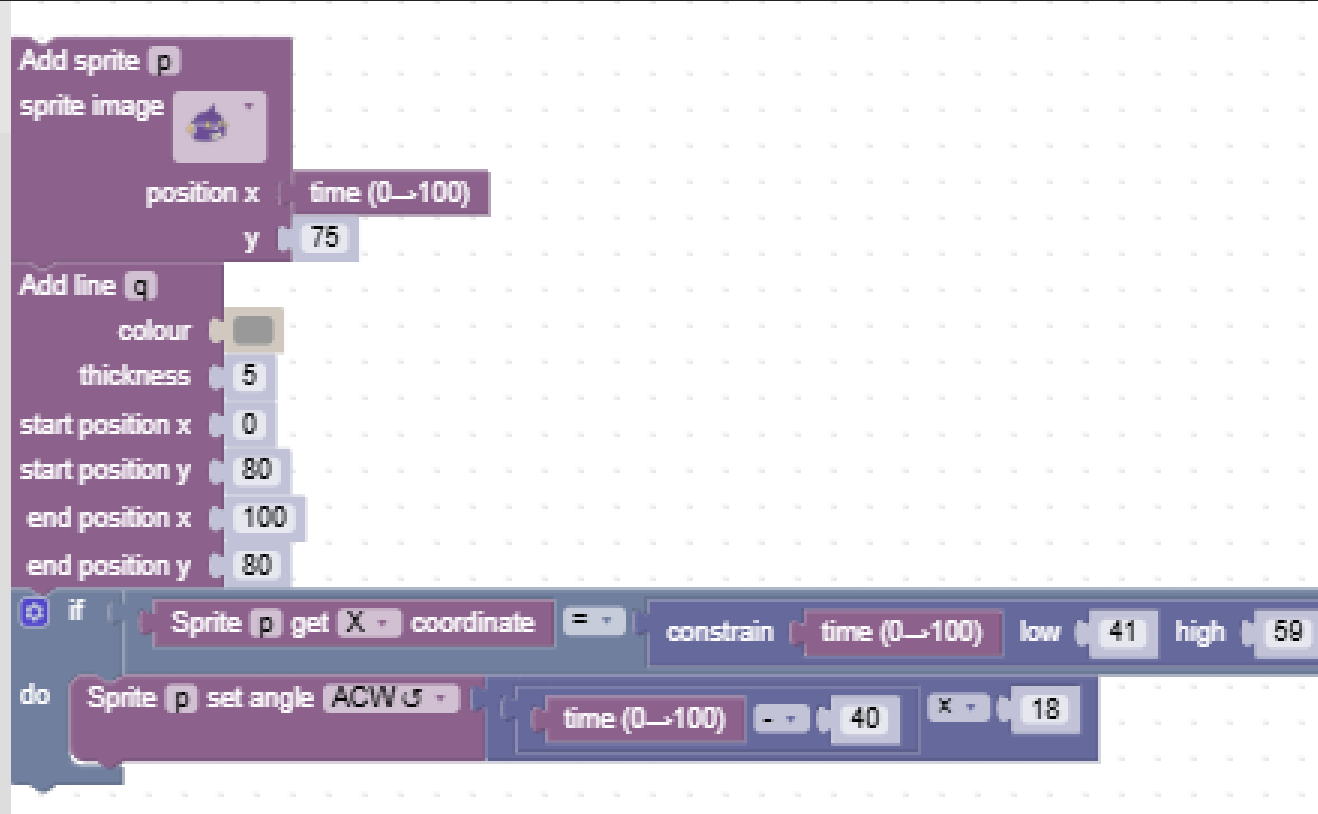 Add sprite p
sprite image
position x time (0→100)
y 75
Add line q
colour
thickness 5
start position x 0
start position y 80
end position x 100
end position y 80
if Sprite p get X coordinate = constrain time (0→100) low 41 high 59
do Sprite p set angle ACW↺ time (0→100) - 40 x 18